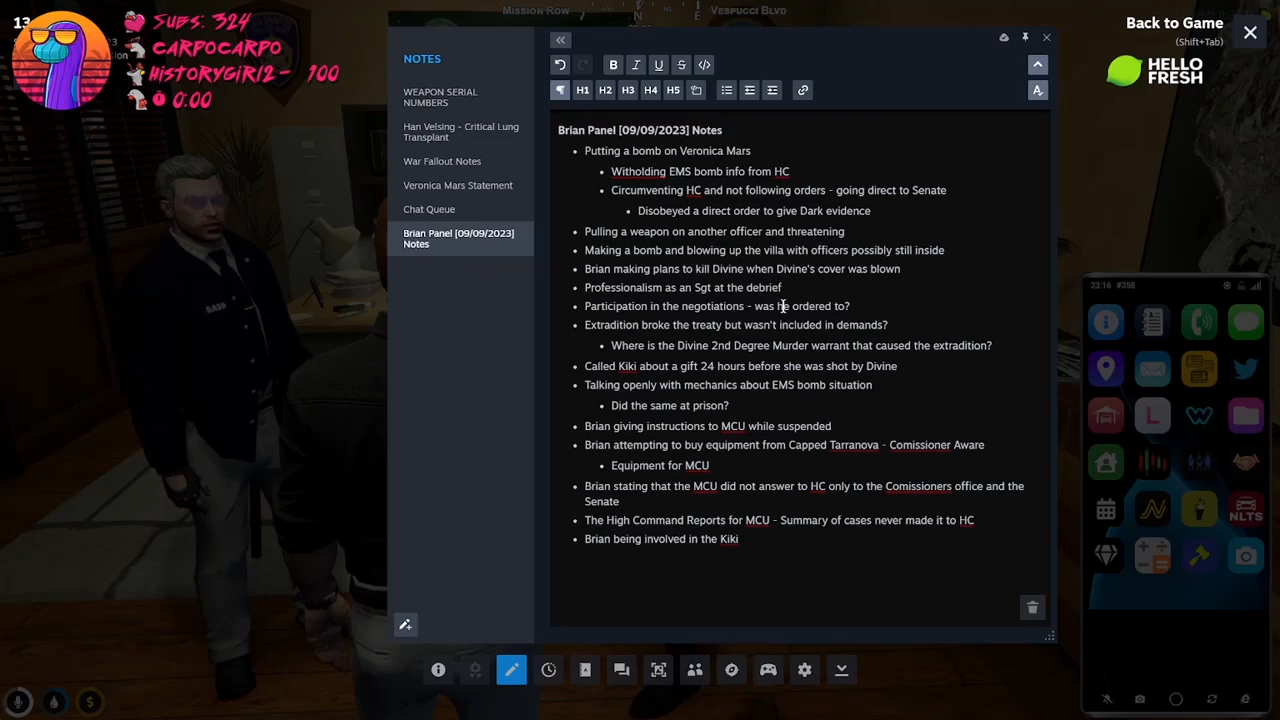 Mission Row
Vespucci Blvd
Subs: 324
CARPOCARPO
HistoryGirl2- 100
0:00
Back to Game
(Shift+Tab)
HELLO
FRESH
NOTES
WEAPON SERIAL
NUMBERS
Han Velsing - Critical Lung
Transplant
War Fallout Notes
Veronica Mars Statement
Chat Queue
Brian Panel [09/09/2023]
Notes
B I U S </>
¶ H1 H2 H3 H4 H5
Brian Panel [09/09/2023] Notes
• Putting a bomb on Veronica Mars
• Witholding EMS bomb info from HC
• Circumventing HC and not following orders - going direct to Senate
• Disobeyed a direct order to give Dark evidence
• Pulling a weapon on another officer and threatening
• Making a bomb and blowing up the villa with officers possibly still inside
• Brian making plans to kill Divine when Divine's cover was blown
• Professionalism as an Sgt at the debrief
• Participation in the negotiations - was he ordered to?
• Extradition broke the treaty but wasn't included in demands?
• Where is the Divine 2nd Degree Murder warrant that caused the extradition?
• Called Kiki about a gift 24 hours before she was shot by Divine
• Talking openly with mechanics about EMS bomb situation
• Did the same at prison?
• Brian giving instructions to MCU while suspended
• Brian attempting to buy equipment from Capped Tarranova - Comissioner Aware
• Equipment for MCU
• Brian stating that the MCU did not answer to HC only to the Comissioners office and the
Senate
• The High Command Reports for MCU - Summary of cases never made it to HC
• Brian being involved in the Kiki
23:16 #358
NLTS